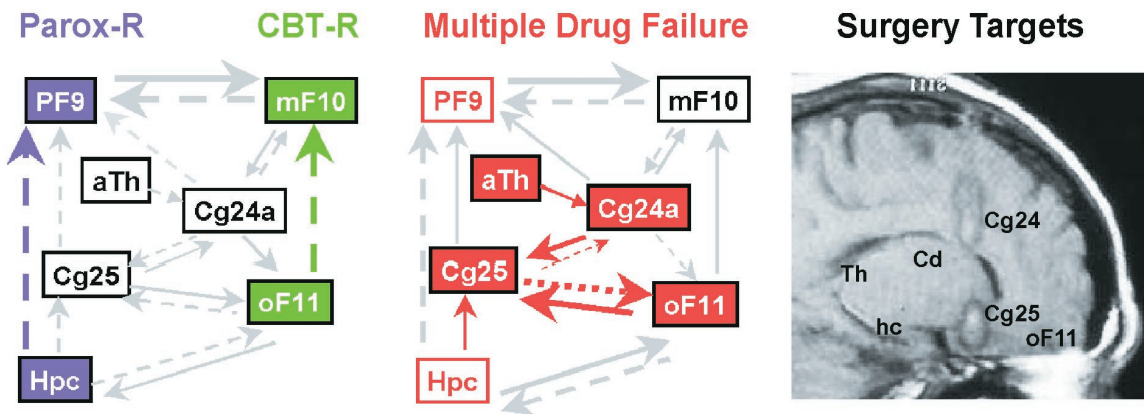 Parox-R
CBT-R
PF9
mF10
aTh
Cg24a
Cg25
oF11
Hpc
Multiple Drug Failure
PF9
mF10
aTh
Cg24a
Cg25
oF11
Hpc
Surgery Targets
Cg24
Cd
Th
Cg25
hc
oF11